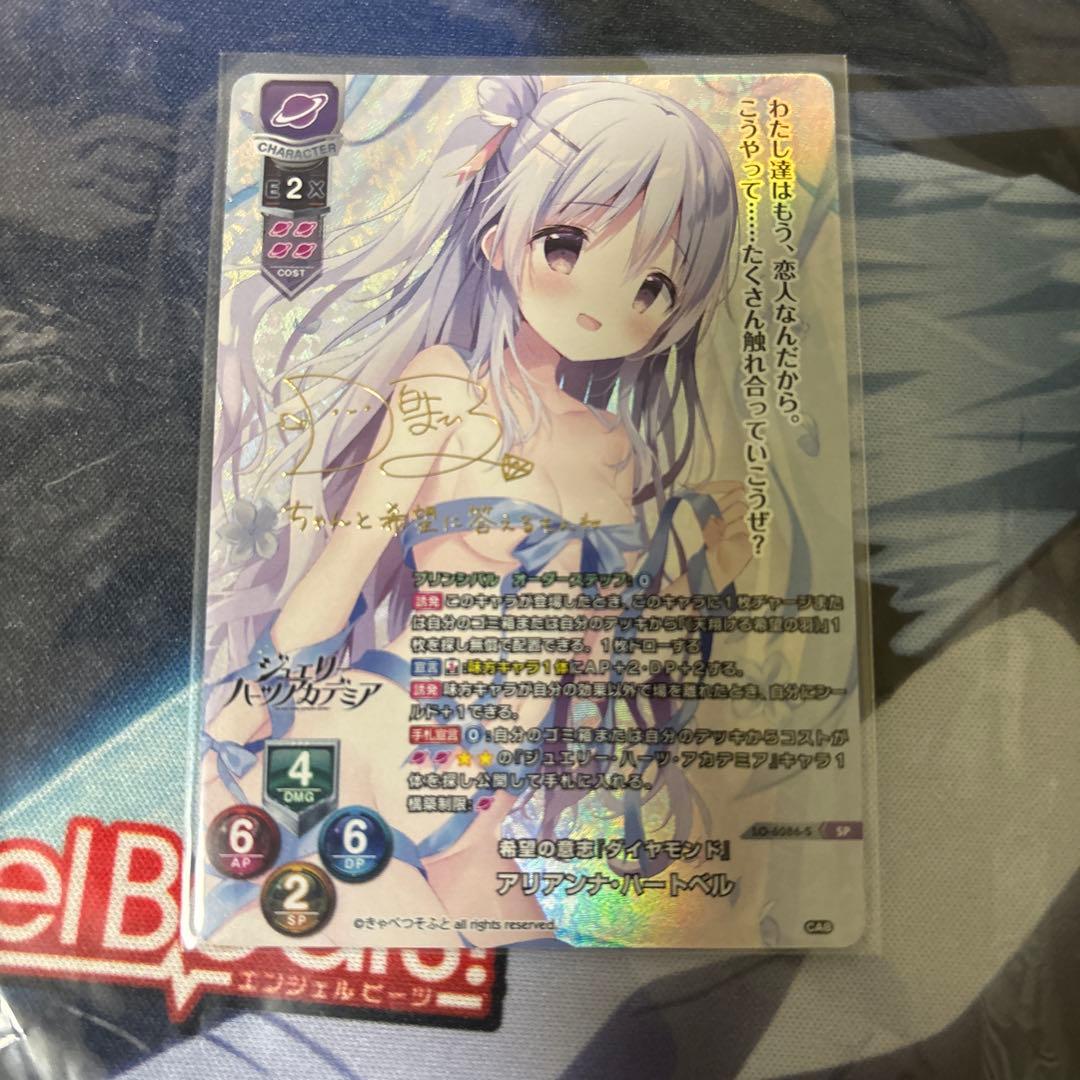 CHARACTER
E 2 X
COST
わたし達はもう、恋人なんだから。
こうやって……たくさん触れ合っていこうぜ？
ちゃんと希望に答える
プリンシパル オーダーステップ:0
誘発 このキャラが登場したとき、このキャラに1枚チャージまた
は自分のゴミ箱または自分のデッキから「〈天翔ける希望の羽〉」1
枚を探し無償で配置できる。1枚ドローする
宣言 :味方キャラ1体にAP+2・DP+2する。
誘発 味方キャラが自分の効果以外で場を離れたとき、自分にシー
ルド+1できる。
手札宣言 0:自分のゴミ箱または自分のデッキからコストが
★★の『ジュエリー・ハーツ・アカデミア』キャラ1
体を探し公開して手札に入れる。
構築制限:
ジュエリー
ハーツアカデミア
4
DMG
6
AP
6
DP
2
SP
LO-6086-S SP
希望の意志『ダイヤモンド』
アリアンナ・ハートベル
©きゃべつそふと all rights reserved.
CAB
el B
エンジェルビーツ